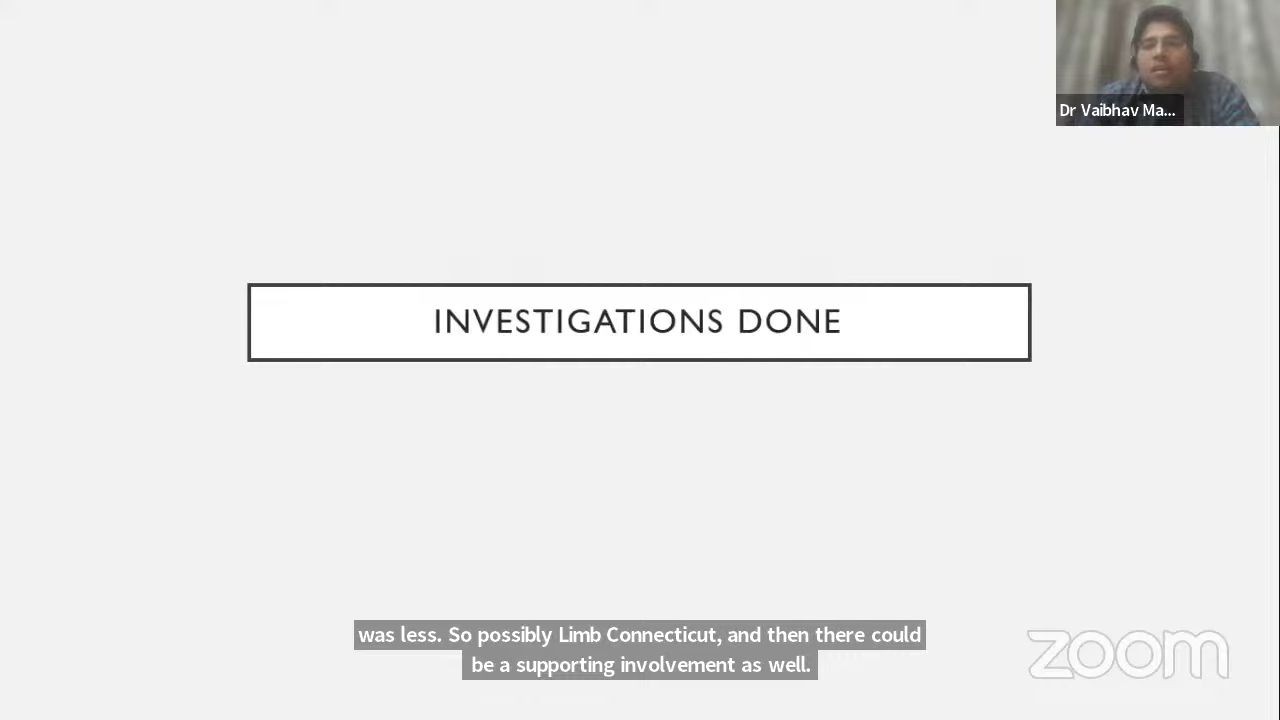 Dr Vaibhav Ma...
INVESTIGATIONS DONE
was less. So possibly Limb Connecticut, and then there could
be a supporting involvement as well.
zoom